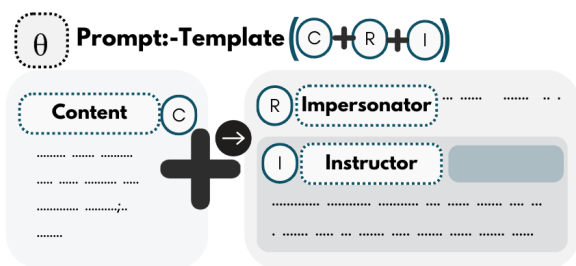 θ Prompt:-Template(C+R+I)
Content C
R Impersonator
I Instructor